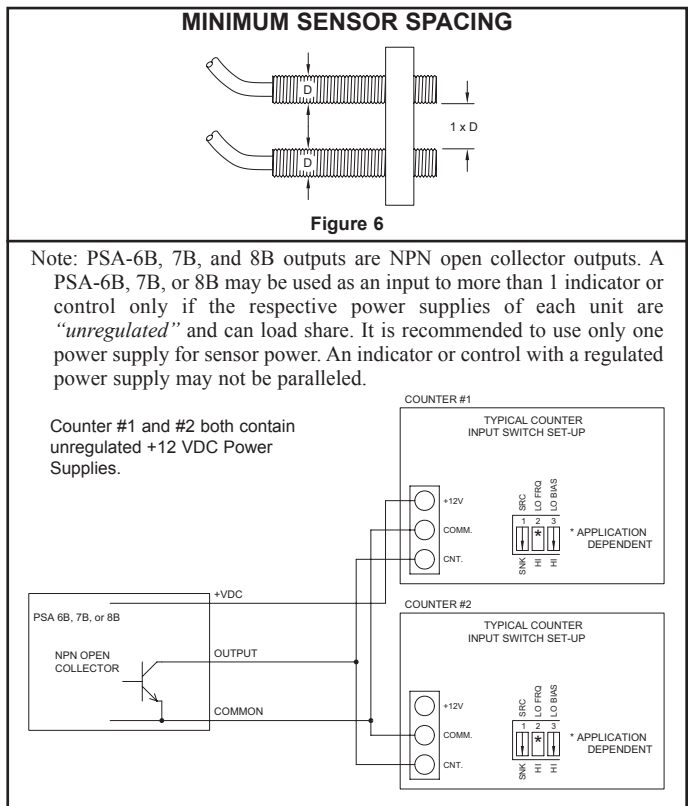 MINIMUM SENSOR SPACING
D
1 x D
D
Figure 6
Note: PSA-6B, 7B, and 8B outputs are NPN open collector outputs. A
PSA-6B, 7B, or 8B may be used as an input to more than 1 indicator or
control only if the respective power supplies of each unit are
“unregulated” and can load share. It is recommended to use only one
power supply for sensor power. An indicator or control with a regulated
power supply may not be paralleled.
Counter #1 and #2 both contain
unregulated +12 VDC Power
Supplies.
COUNTER #1
TYPICAL COUNTER
INPUT SWITCH SET-UP
+12V
COMM.
CNT.
SRC
LO FRQ
LO BIAS
1 2 3
*
SNK
HI
HI
* APPLICATION
DEPENDENT
PSA 6B, 7B, or 8B
NPN OPEN
COLLECTOR
+VDC
OUTPUT
COMMON
COUNTER #2
TYPICAL COUNTER
INPUT SWITCH SET-UP
+12V
COMM.
CNT.
SRC
LO FRQ
LO BIAS
1 2 3
*
SNK
HI
HI
* APPLICATION
DEPENDENT